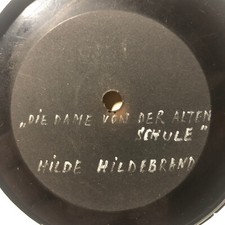 „DIE DAME VON DER ALTEN
SCHULE"
HILDE HILDEBRAND